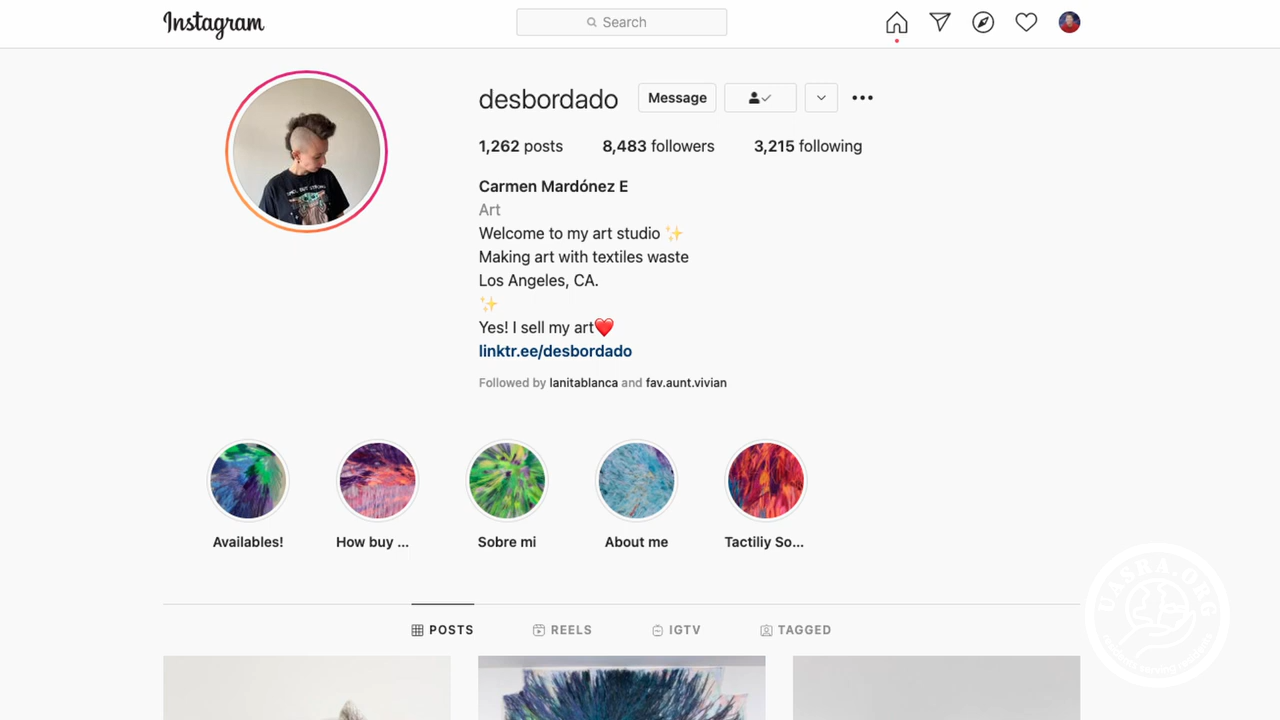 Instagram
Search
desbordado
Message
1,262 posts
8,483 followers
3,215 following
Carmen Mardónez E
Art
Welcome to my art studio ✨
Making art with textiles waste
Los Angeles, CA.
✨
Yes! I sell my art❤️
linktr.ee/desbordado
Followed by lanitablanca and fav.aunt.vivian
Availables!
How buy ...
Sobre mi
About me
Tactiliy So...
POSTS
REELS
IGTV
TAGGED
UASRA.ORG